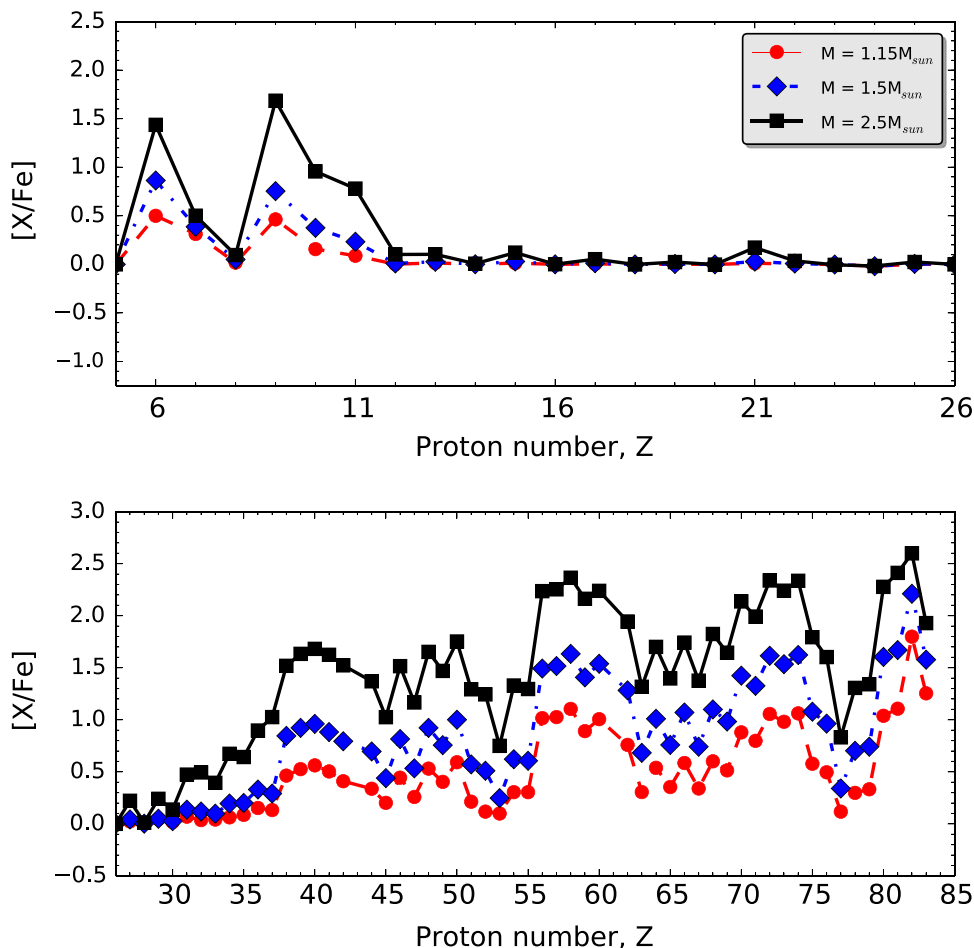 2.5
2.0
1.5
1.0
0.5
0.0
−0.5
−1.0
[X/Fe]
M = 1.15M_sun
M = 1.5M_sun
M = 2.5M_sun
6 11 16 21 26
Proton number, Z
3.0
2.5
2.0
1.5
1.0
0.5
0.0
−0.5
[X/Fe]
30 35 40 45 50 55 60 65 70 75 80 85
Proton number, Z